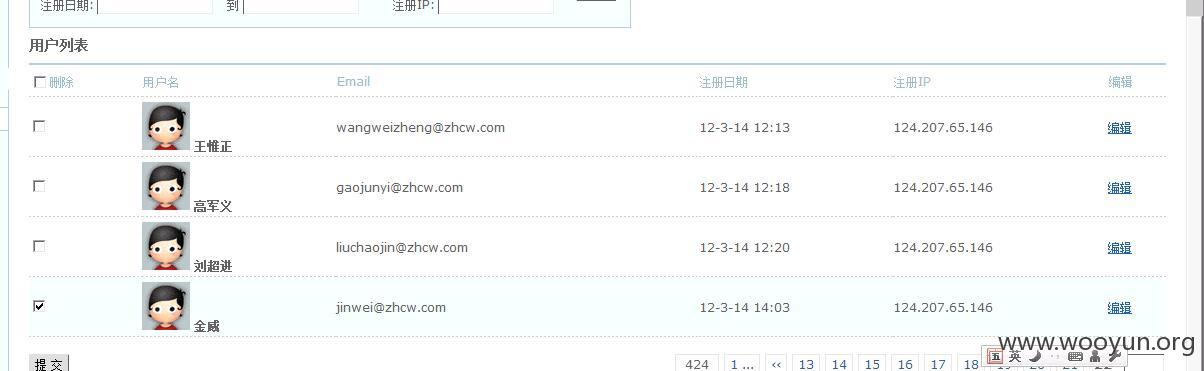 注册日期: 到 注册IP:
用户列表
删除 用户名 Email 注册日期 注册IP 编辑
王惟正 wangweizheng@zhcw.com 12-3-14 12:13 124.207.65.146 编辑
高军义 gaojunyi@zhcw.com 12-3-14 12:18 124.207.65.146 编辑
刘超进 liuchaojin@zhcw.com 12-3-14 12:20 124.207.65.146 编辑
金威 jinwei@zhcw.com 12-3-14 14:03 124.207.65.146 编辑
提交 424 1 ... ‹‹ 13 14 15 16 17 18 19 20 21 22
www.wooyun.org
五 英